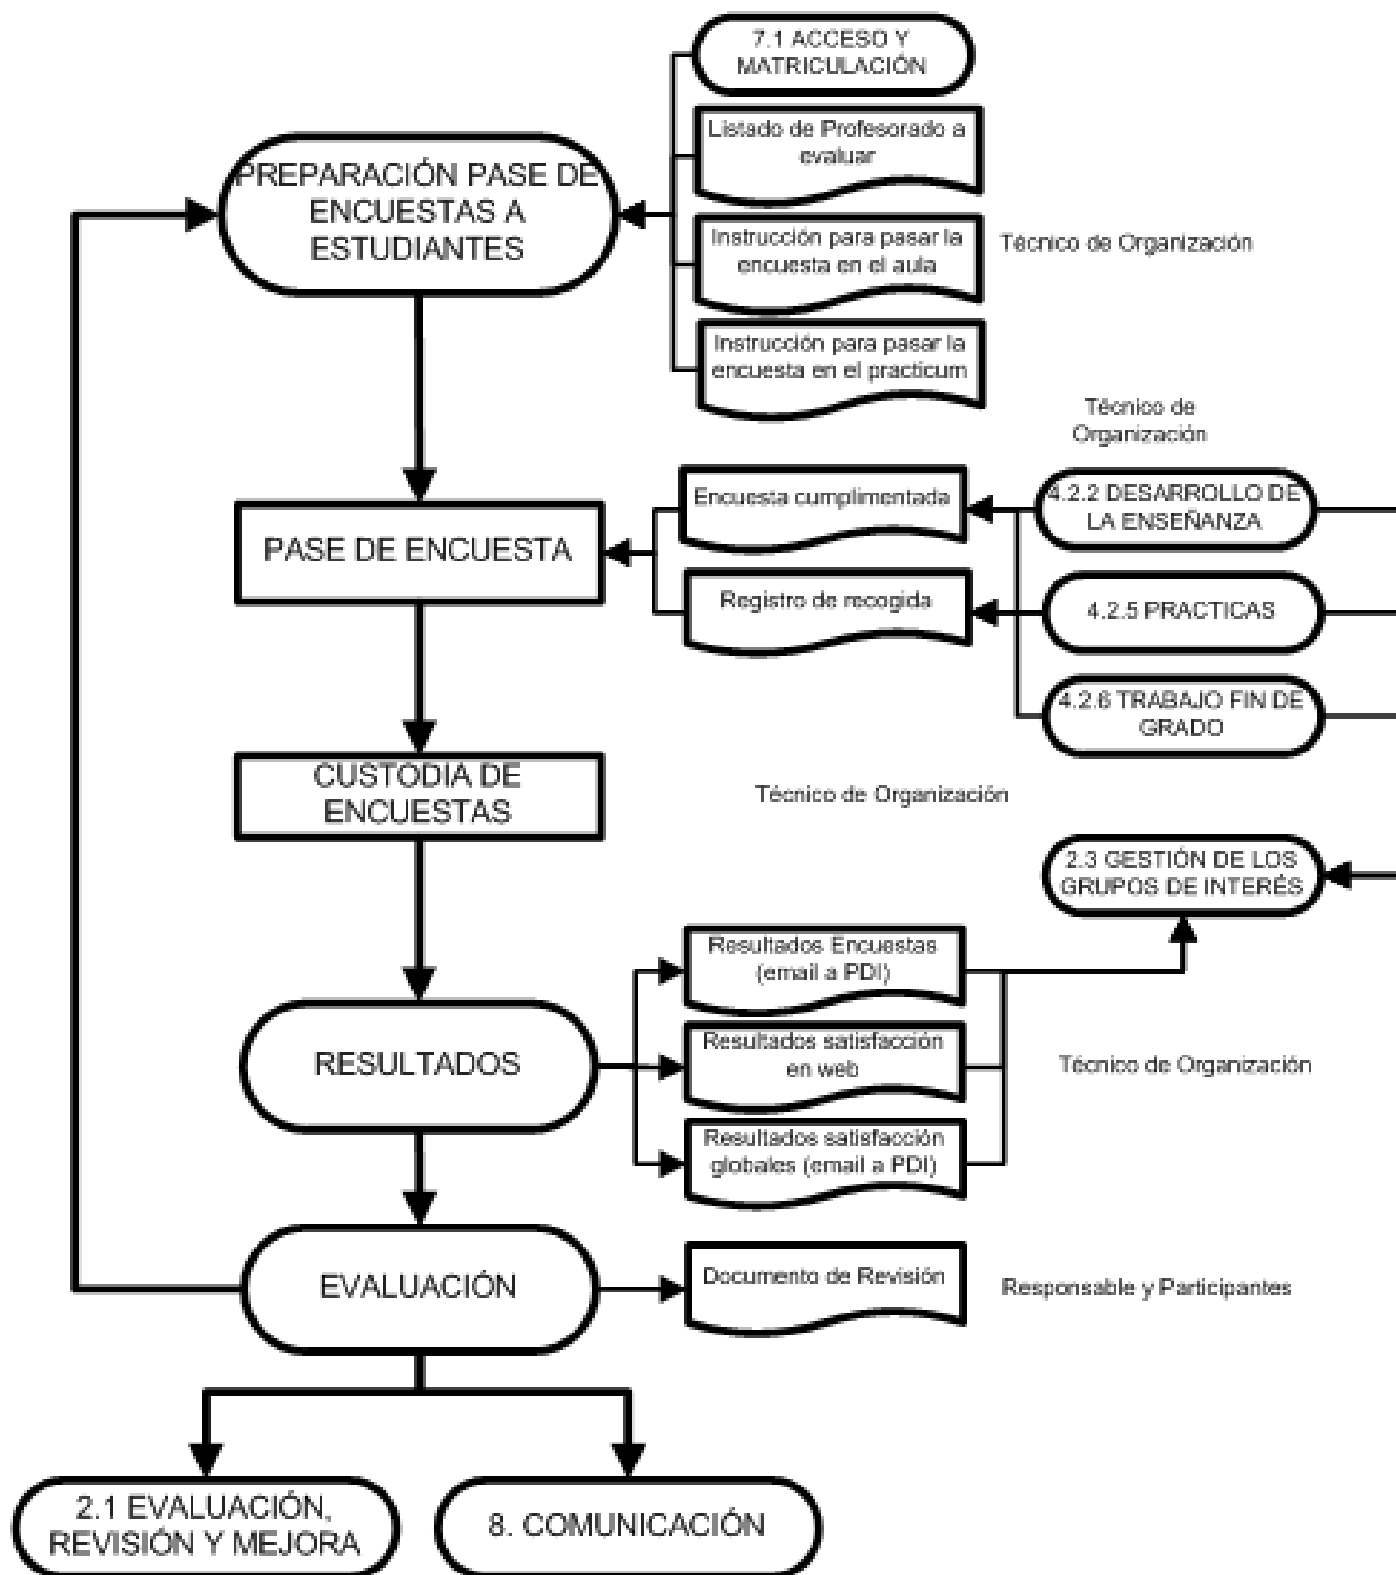 7.1 ACCESO Y
MATRICULACIÓN
Listado de Profesorado a
evaluar
PREPARACIÓN PASE DE
ENCUESTAS A
ESTUDIANTES
Instrucción para pasar la
encuesta en el aula
Técnico de Organización
Instrucción para pasar la
encuesta en el practicum
Técnico de
Organización
Encuesta cumplimentada
4.2.2 DESARROLLO DE
LA ENSEÑANZA
PASE DE ENCUESTA
Registro de recogida
4.2.5 PRACTICAS
4.2.6 TRABAJO FIN DE
GRADO
CUSTODIA DE
ENCUESTAS
Técnico de Organización
2.3 GESTIÓN DE LOS
GRUPOS DE INTERÉS
Resultados Encuestas
(email a PDI)
RESULTADOS
Resultados satisfacción
en web
Técnico de Organización
Resultados satisfacción
globales (email a PDI)
EVALUACIÓN
Documento de Revisión
Responsable y Participantes
2.1 EVALUACIÓN,
REVISIÓN Y MEJORA
8. COMUNICACIÓN